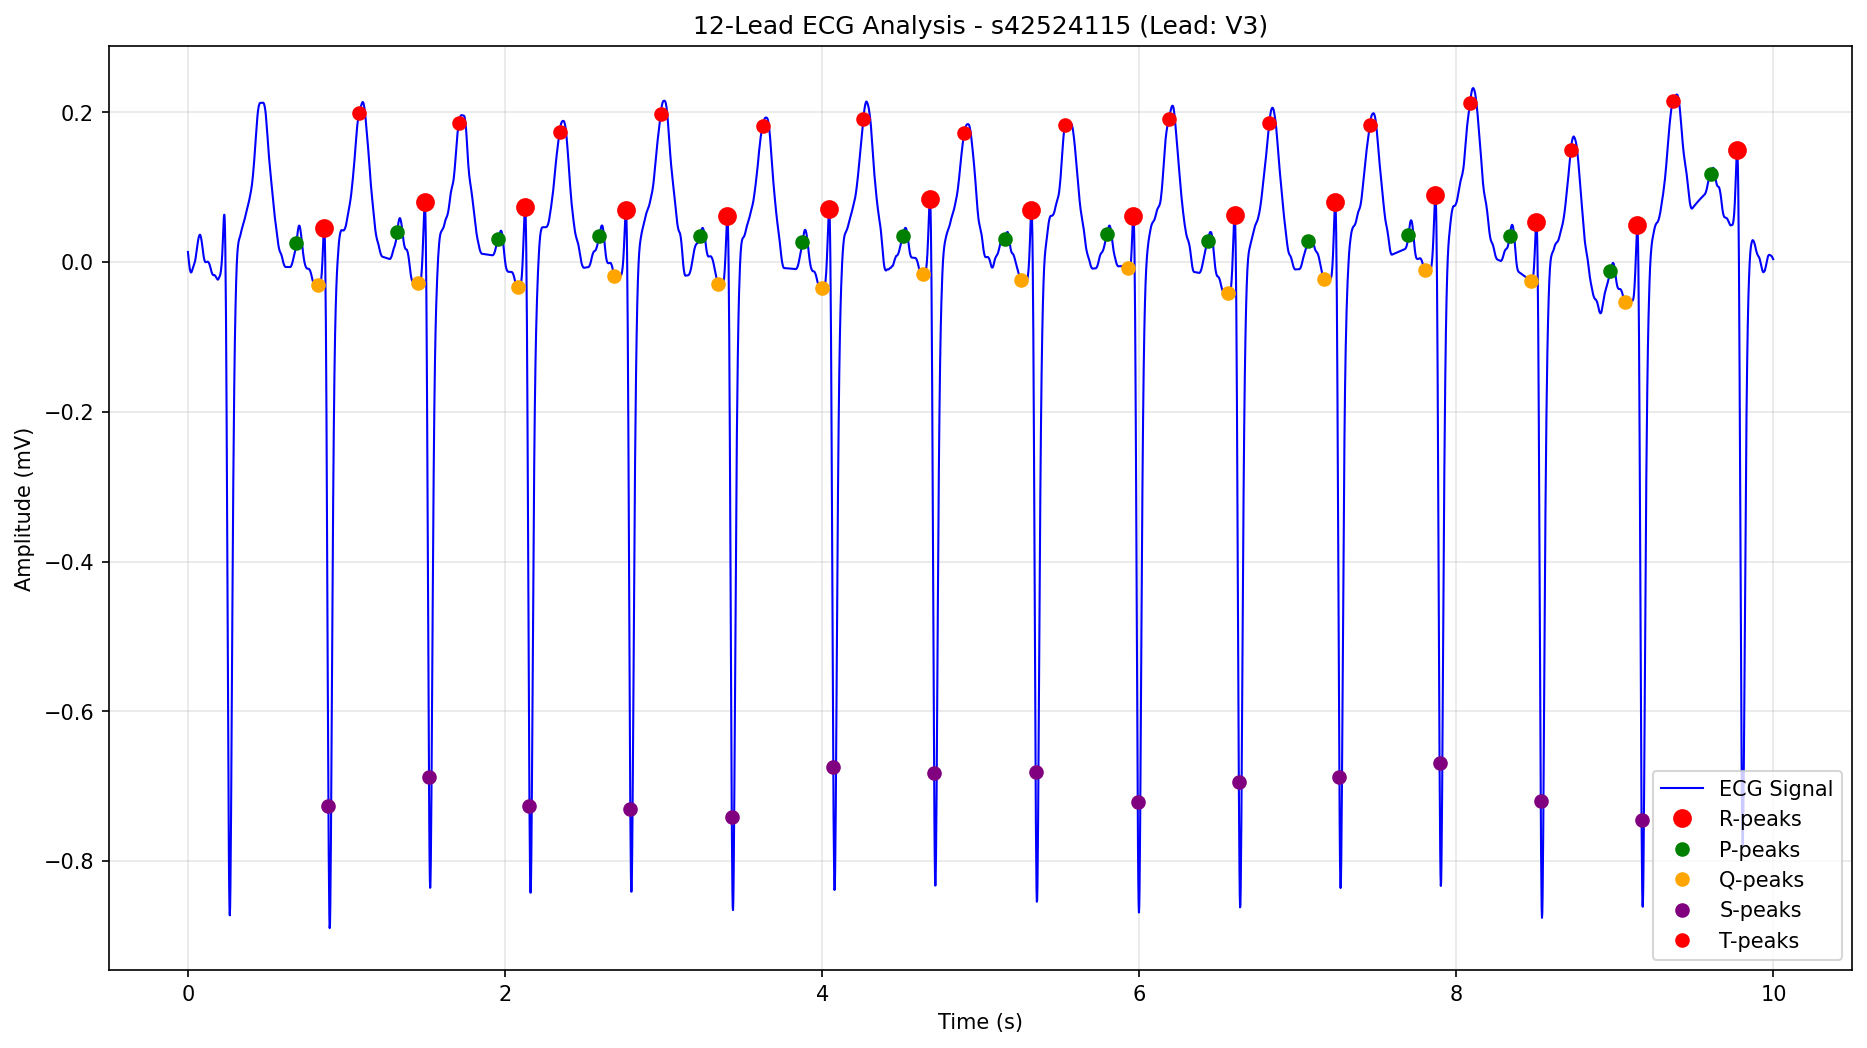 12-Lead ECG Analysis - s42524115 (Lead: V3)
0.2
0.0
−0.2
−0.4
−0.6
−0.8
Amplitude (mV)
0
2
4
6
8
10
Time (s)
ECG Signal
R-peaks
P-peaks
Q-peaks
S-peaks
T-peaks